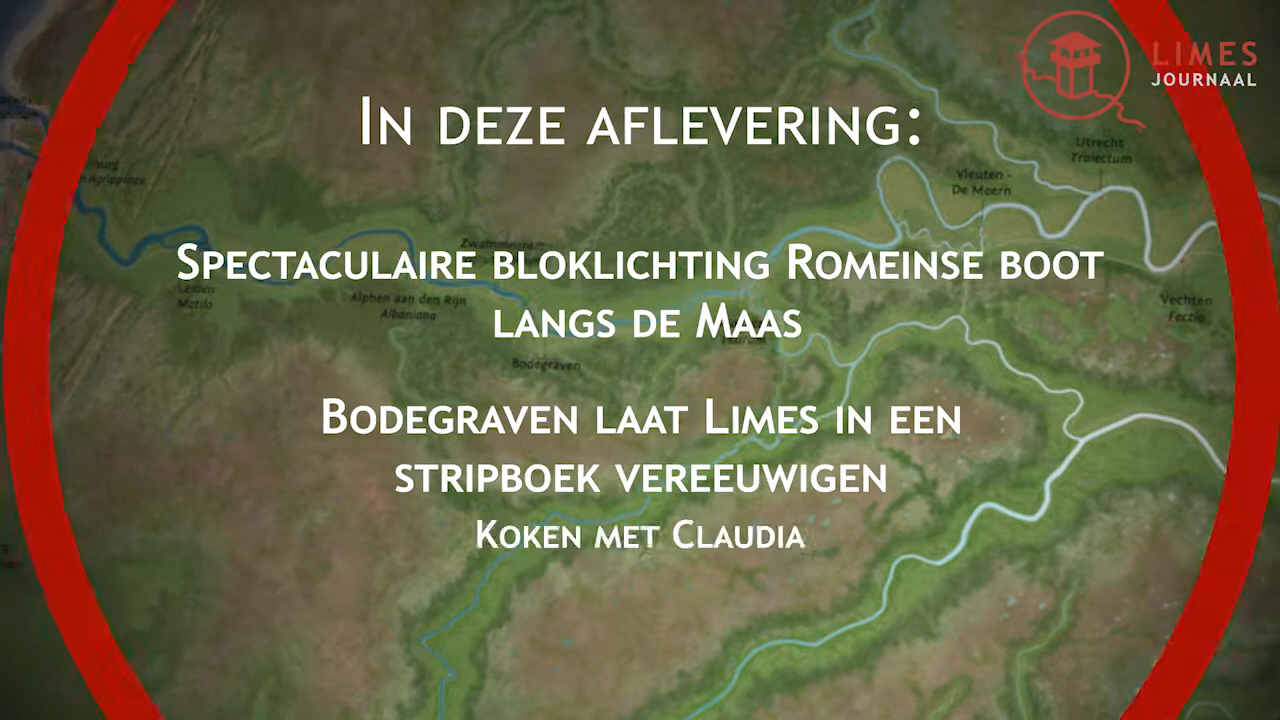 LIMES
JOURNAAL
In deze aflevering:
Utrecht
Traiectum
Vleuten -
De Meern
Spectaculaire bloklichting Romeinse boot
langs de Maas
Leiden
Matilo
Alphen aan den Rijn
Albaniana
Vechten
Fectio
Bodegraven
Bodegraven laat Limes in een
stripboek vereeuwigen
Koken met Claudia